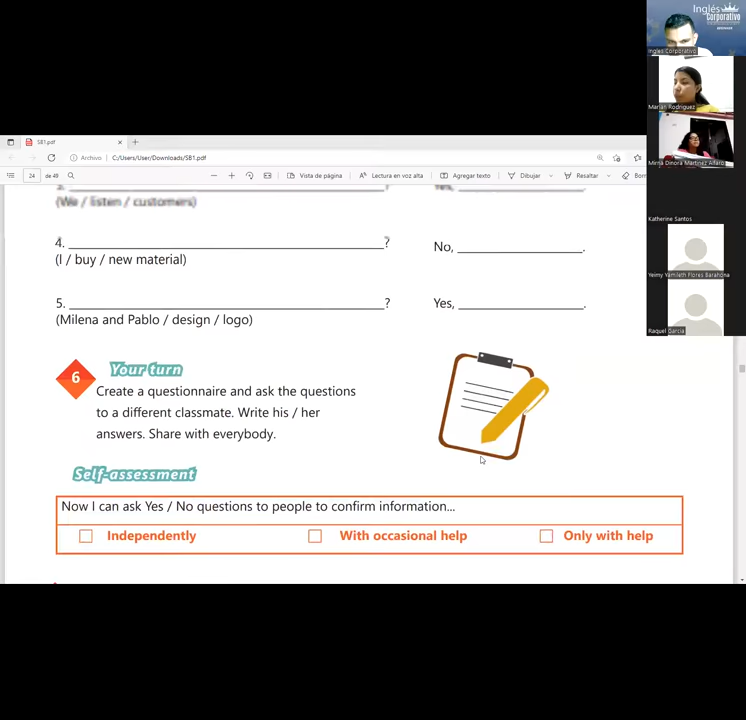 Inglés
Corporativo
Inglés Corporativo
Marian Rodriguez
Mirna Dinora Martinez Alfaro
Katherine Santos
Yeimy Yamileth Flores Barahona
Raquel Garcia
SB1.pdf
Archivo C:/Users/User/Downloads/SB1.pdf
24 de 49 Vista de página Lectura en voz alta Agregar texto Dibujar Resaltar
3. ? Yes, .
(We / listen / customers)
4. ? No, .
(I / buy / new material)
5. ? Yes, .
(Milena and Pablo / design / logo)
6 Your turn
Create a questionnaire and ask the questions
to a different classmate. Write his / her
answers. Share with everybody.
Self-assessment
Now I can ask Yes / No questions to people to confirm information...
Independently With occasional help Only with help